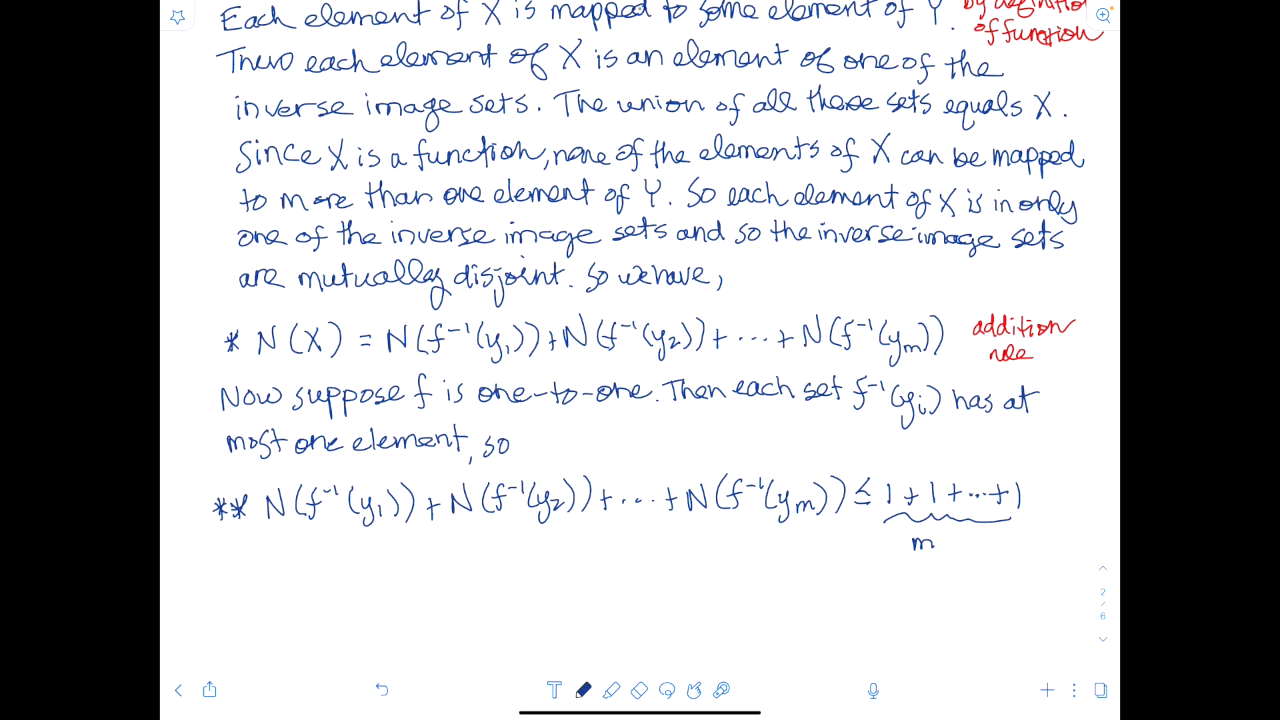 Each element of X is mapped to some element of Y. by definition
of function
Thus each element of X is an element of one of the
inverse image sets. The union of all these sets equals X.
Since X is a function, none of the elements of X can be mapped
to more than one element of Y. So each element of X is in only
one of the inverse image sets and so the inverse image sets
are mutually disjoint. So we have,
* N(X) = N(f⁻¹(y₁)) + N(f⁻¹(y₂)) + ... + N(f⁻¹(yₘ)) addition
rule
Now suppose f is one-to-one. Then each set f⁻¹(yᵢ) has at
most one element, so
** N(f⁻¹(y₁)) + N(f⁻¹(y₂)) + ... + N(f⁻¹(yₘ)) ≤ 1 + 1 + ... + 1
m
2
/
6
T